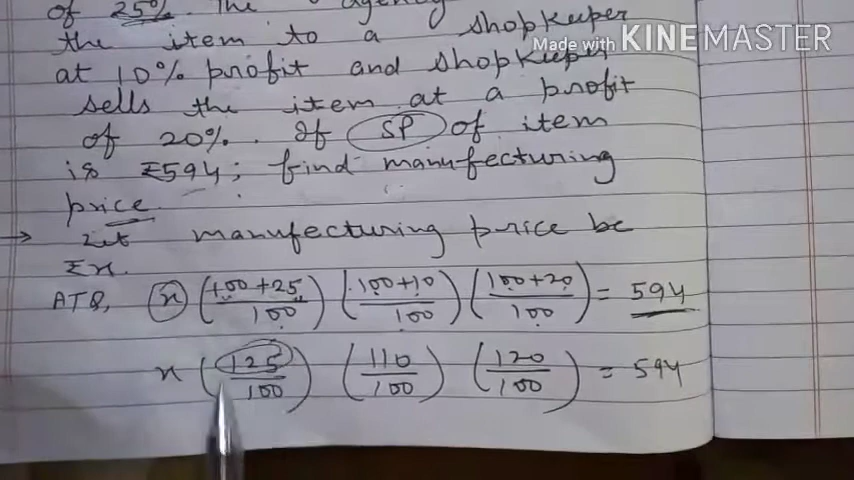 of 25%. The agency
the item to a shopkeeper
Made with KINEMASTER
at 10% profit and shopkeeper
sells the item at a profit
of 20%. If SP of item
is ₹594; find manufecturing
price.
→ Let manufecturing price be
₹x.
ATQ, x (100+25/100) (100+10/100) (100+20/100) = 594
x (125/100) (110/100) (120/100) = 594